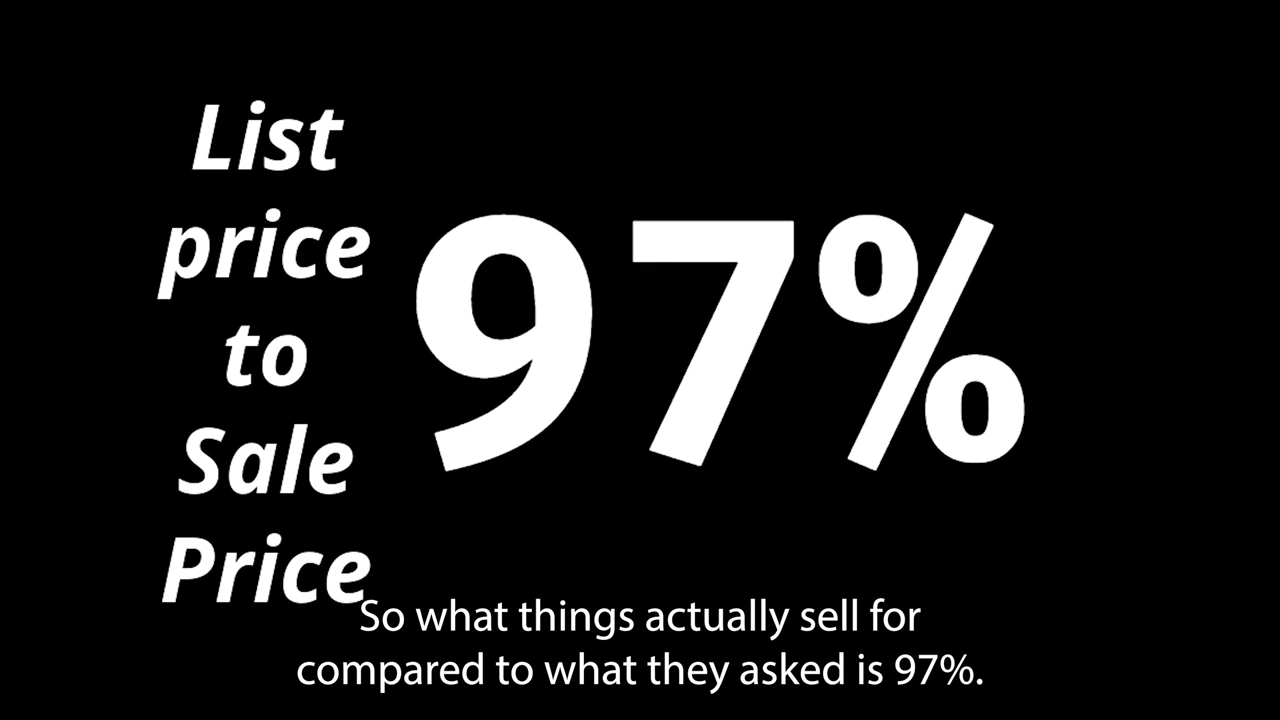 List
price
to
Sale
Price
97%
So what things actually sell for
compared to what they asked is 97%.